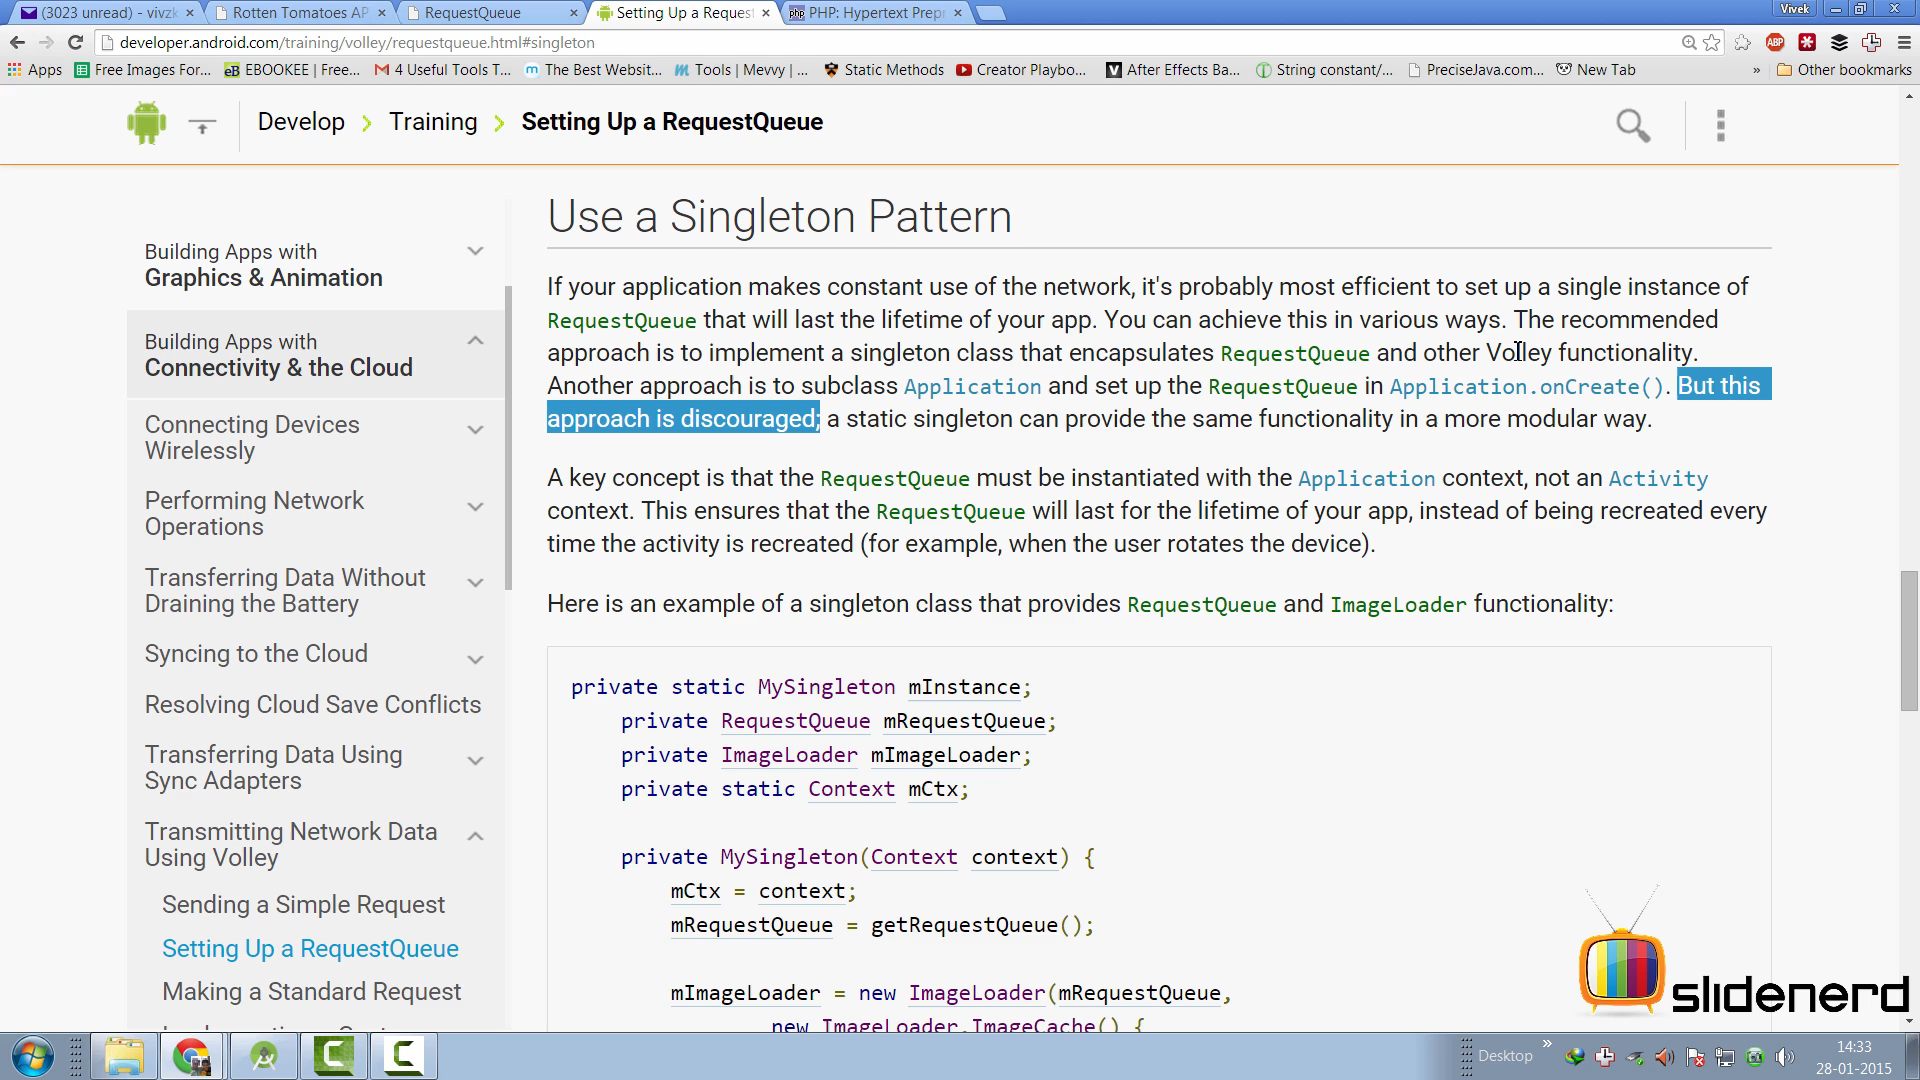 (3023 unread) - vivzk
Rotten Tomatoes AP
RequestQueue
Setting Up a Request
PHP: Hypertext Prepr
Vivek
developer.android.com/training/volley/requestqueue.html#singleton
Apps
Free Images For...
EBOOKEE | Free...
4 Useful Tools T...
The Best Websit...
Tools | Mevvy | ...
Static Methods
Creator Playbo...
After Effects Ba...
String constant/...
PreciseJava.com...
New Tab
»
Other bookmarks
Develop > Training > Setting Up a RequestQueue
Building Apps with
Graphics & Animation
Building Apps with
Connectivity & the Cloud
Connecting Devices
Wirelessly
Performing Network
Operations
Transferring Data Without
Draining the Battery
Syncing to the Cloud
Resolving Cloud Save Conflicts
Transferring Data Using
Sync Adapters
Transmitting Network Data
Using Volley
Sending a Simple Request
Setting Up a RequestQueue
Making a Standard Request
Use a Singleton Pattern
If your application makes constant use of the network, it's probably most efficient to set up a single instance of
RequestQueue that will last the lifetime of your app. You can achieve this in various ways. The recommended
approach is to implement a singleton class that encapsulates RequestQueue and other Volley functionality.
Another approach is to subclass Application and set up the RequestQueue in Application.onCreate(). But this
approach is discouraged; a static singleton can provide the same functionality in a more modular way.
A key concept is that the RequestQueue must be instantiated with the Application context, not an Activity
context. This ensures that the RequestQueue will last for the lifetime of your app, instead of being recreated every
time the activity is recreated (for example, when the user rotates the device).
Here is an example of a singleton class that provides RequestQueue and ImageLoader functionality:
private static MySingleton mInstance;
private RequestQueue mRequestQueue;
private ImageLoader mImageLoader;
private static Context mCtx;
private MySingleton(Context context) {
mCtx = context;
mRequestQueue = getRequestQueue();
mImageLoader = new ImageLoader(mRequestQueue,
new ImageLoader.ImageCache() {
slidenerd
Desktop
»
14:33
28-01-2015